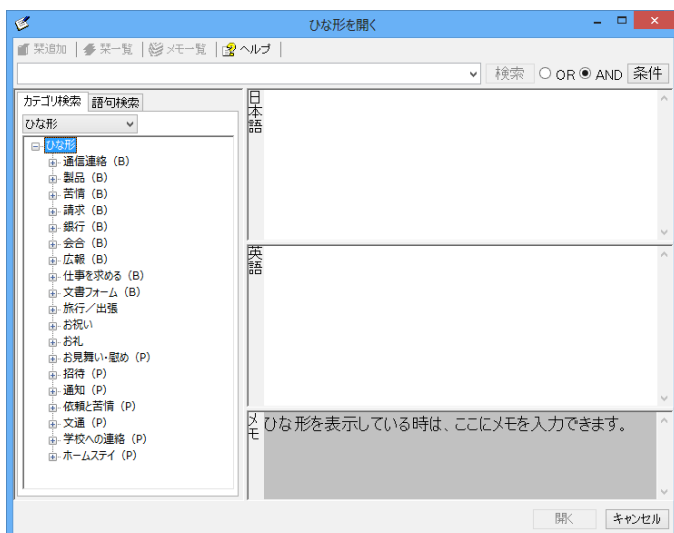 ひな形を開く
栞追加 栞一覧 メモ一覧 ヘルプ
検索 OR AND 条件
カテゴリ検索 語句検索
ひな形
ひな形
通信連絡（B)
製品（B)
苦情（B)
請求（B)
銀行（B)
会合（B)
広報（B)
仕事を求める（B)
文書フォーム（B)
旅行／出張
お祝い
お礼
お見舞い・慰め（P)
招待（P)
通知（P)
依頼と苦情（P)
文通（P)
学校への連絡（P)
ホームステイ（P)
日本語
英語
メモ
ひな形を表示している時は、ここにメモを入力できます。
開く キャンセル